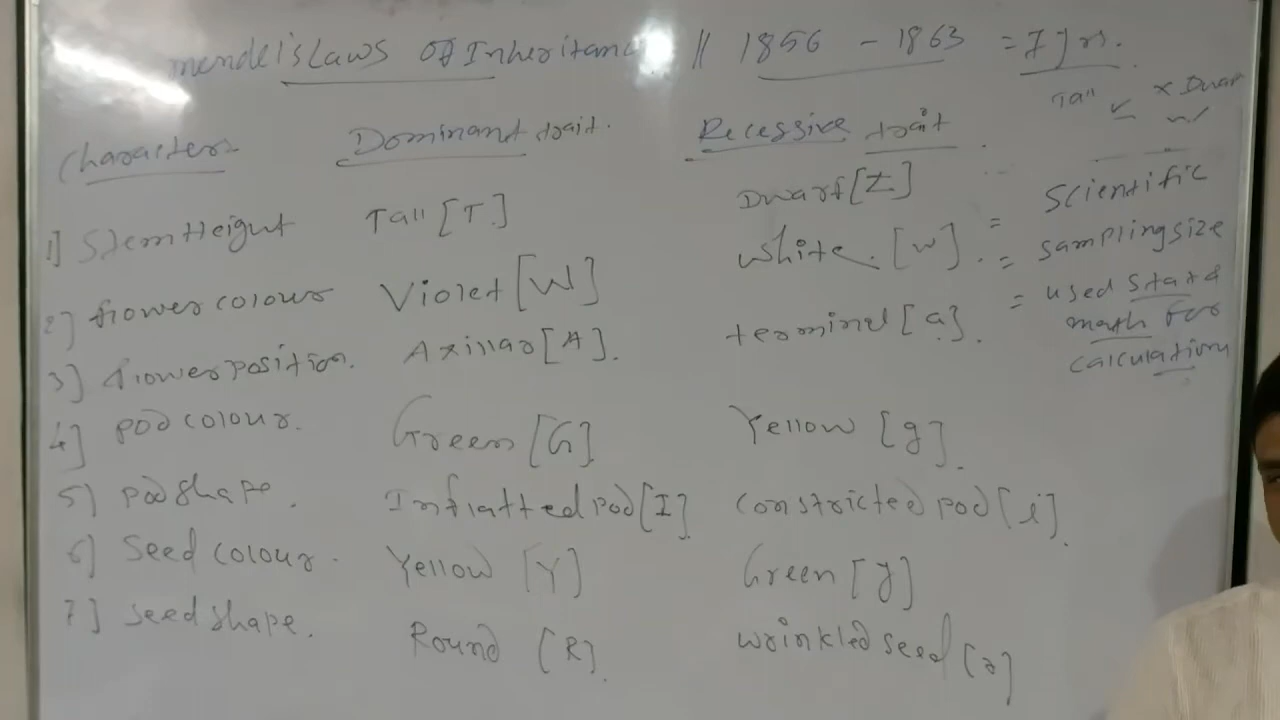 Mendel's Laws Of Inheritance || 1856 - 1863 = 7 yrs.
Tall × Dwarf
Characters Dominant trait. Recessive trait
1] Stem Height Tall [T] Dwarf [t]
2] flower colour Violet [W] White. [w].
3] flower position. Axillar [A]. terminal [a].
4] pod colour. Green [G]. Yellow [g].
5] pod shape. Inflatted pod [I]. constricted pod [i].
6] Seed colour. Yellow [Y] Green [y]
7] Seed shape. Round [R]. wrinkled seed [r]
= Scientific
= sampling size
= used stat &
math for
calculation